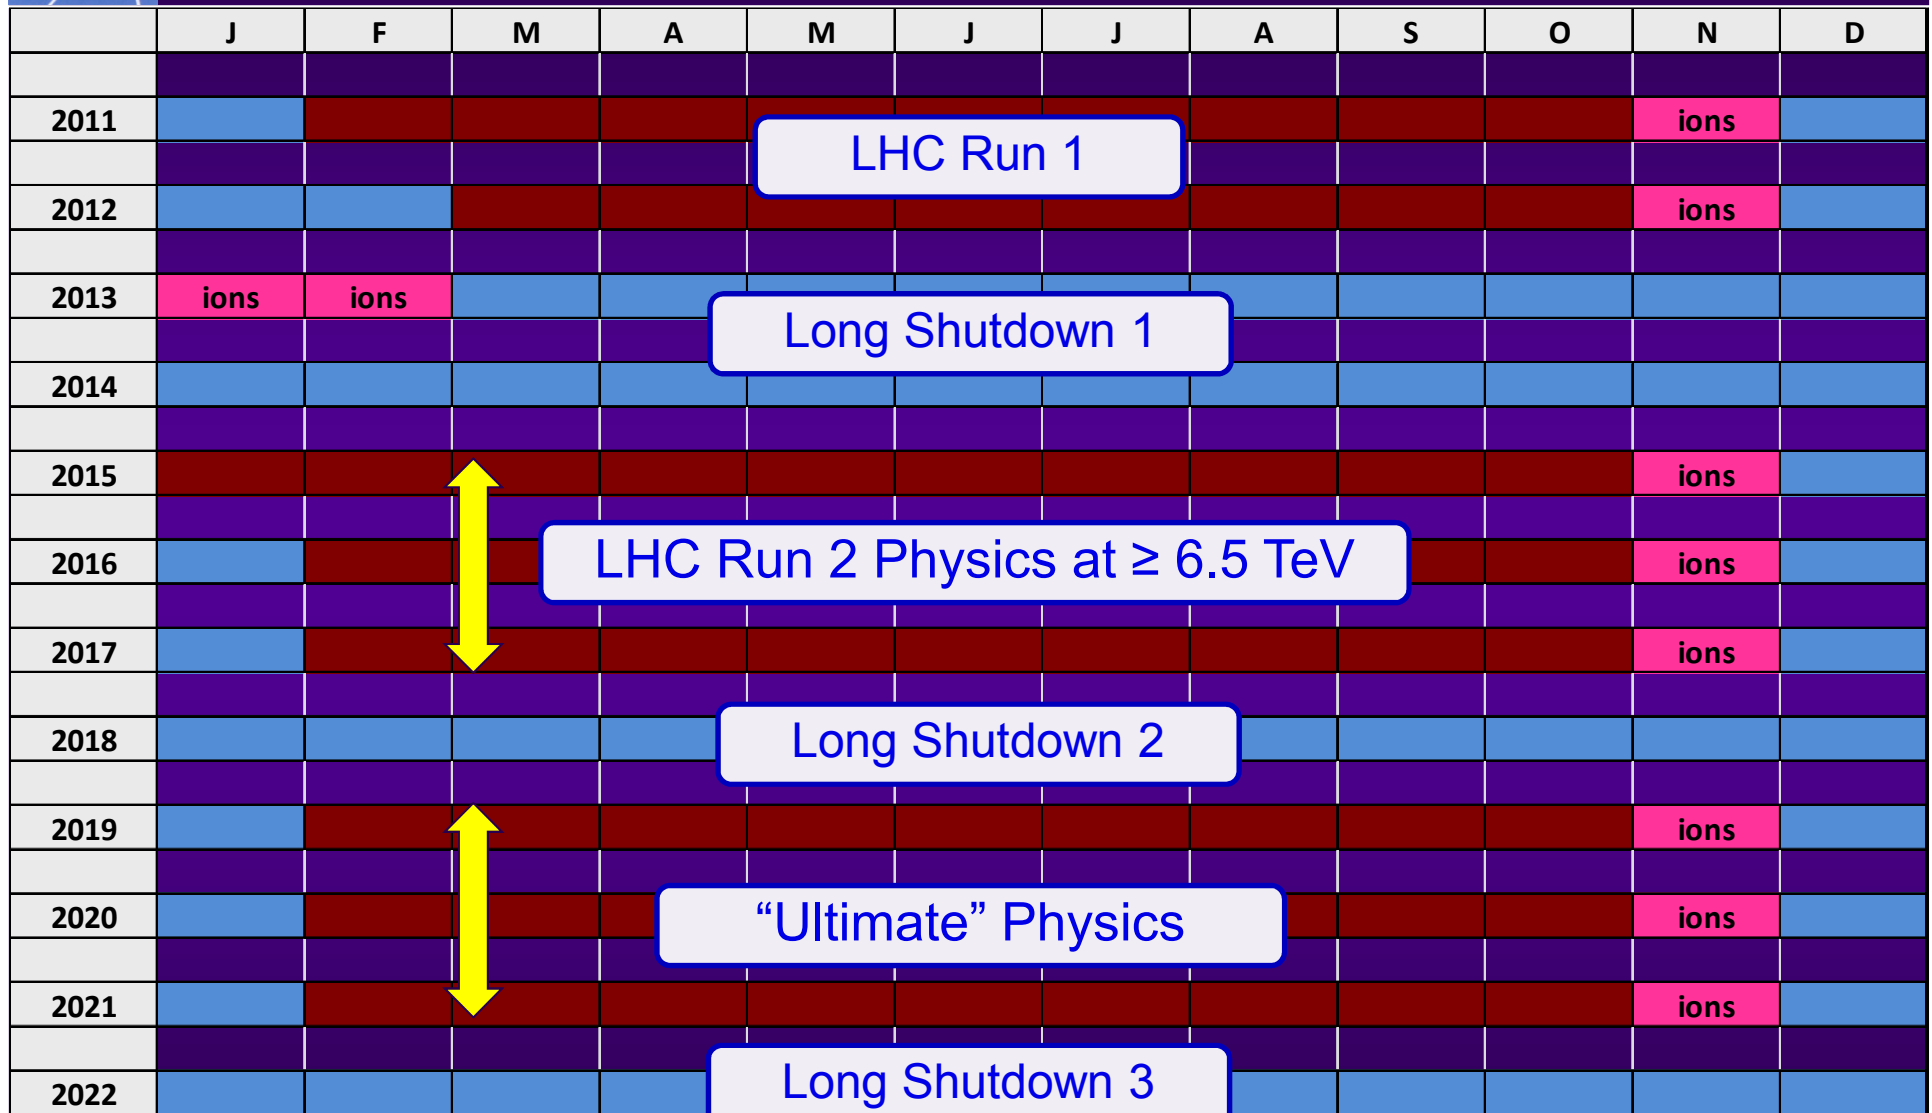 J F M A M J J A S O N D
2011 ions
LHC Run 1
2012 ions
2013 ions ions
Long Shutdown 1
2014
2015 ions
LHC Run 2 Physics at ≥ 6.5 TeV
2016 ions
2017 ions
Long Shutdown 2
2018
2019 ions
“Ultimate” Physics
2020 ions
2021 ions
Long Shutdown 3
2022